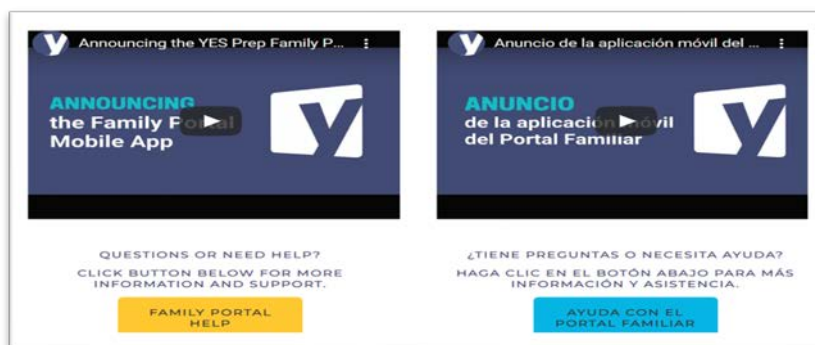 Announcing the YES Prep Family P...
ANNOUNCING
the Family Portal
Mobile App
QUESTIONS OR NEED HELP?
CLICK BUTTON BELOW FOR MORE
INFORMATION AND SUPPORT.
FAMILY PORTAL
HELP
Anuncio de la aplicación móvil del ...
ANUNCIO
de la aplicación móvil
del Portal Familiar
¿TIENE PREGUNTAS O NECESITA AYUDA?
HAGA CLIC EN EL BOTÓN ABAJO PARA MÁS
INFORMACIÓN Y ASISTENCIA.
AYUDA CON EL
PORTAL FAMILIAR